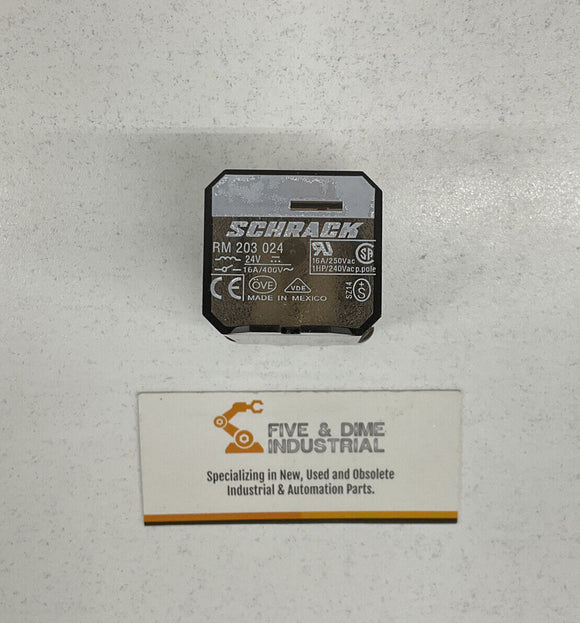 SCHRACK
RM 203 024
24V
16A/400V~
16A/250Vac
1HP/240Vac p.pole
CE ÖVE VDE
MADE IN MEXICO
SZ14
+S
FIVE & DIME
INDUSTRIAL
Specializing in New, Used and Obsolete
Industrial & Automation Parts.